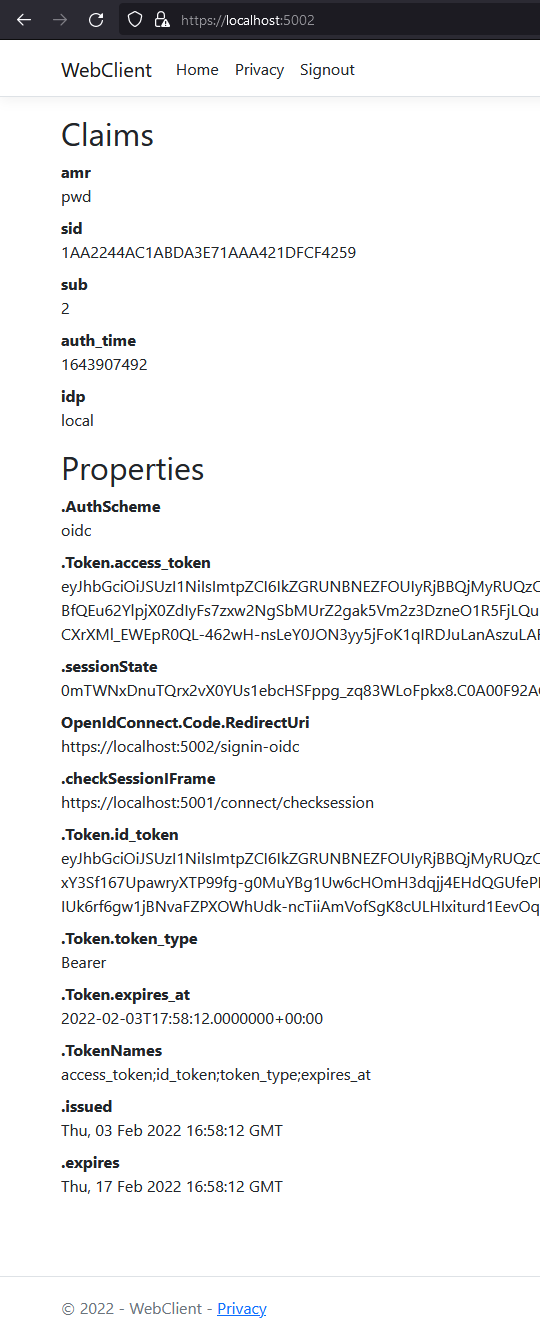 https://localhost:5002
WebClient Home Privacy Signout
Claims
amr
pwd
sid
1AA2244AC1ABDA3E71AAA421DFCF4259
sub
2
auth_time
1643907492
idp
local
Properties
.AuthScheme
oidc
.Token.access_token
eyJhbGciOiJSUzI1NiIsImtpZCI6IkZGRUNBNEZFOUIyRjBBQjMyRUQzC
BfQEu62YlpjX0ZdIyFs7zxw2NgSbMUrZ2gak5Vm2z3DzneO1R5FjLQu
CXrXMl_EWEpR0QL-462wH-nsLeY0JON3yy5jFoK1qIRDJuLanAszuLAF
.sessionState
0mTWNxDnuTQrx2vX0YUs1ebcHSFppg_zq83WLoFpkx8.C0A00F92A
OpenIdConnect.Code.RedirectUri
https://localhost:5002/signin-oidc
.checkSessionIFrame
https://localhost:5001/connect/checksession
.Token.id_token
eyJhbGciOiJSUzI1NiIsImtpZCI6IkZGRUNBNEZFOUIyRjBBQjMyRUQzC
xY3Sf167UpawryXTP99fg-g0MuYBg1Uw6cHOmH3dqjj4EHdQGUfeP
IUk6rf6gw1jBNvaFZPXOWhUdk-ncTiiAmVofSgK8cULHIxiturd1EevOq
.Token.token_type
Bearer
.Token.expires_at
2022-02-03T17:58:12.0000000+00:00
.TokenNames
access_token;id_token;token_type;expires_at
.issued
Thu, 03 Feb 2022 16:58:12 GMT
.expires
Thu, 17 Feb 2022 16:58:12 GMT
© 2022 - WebClient - Privacy